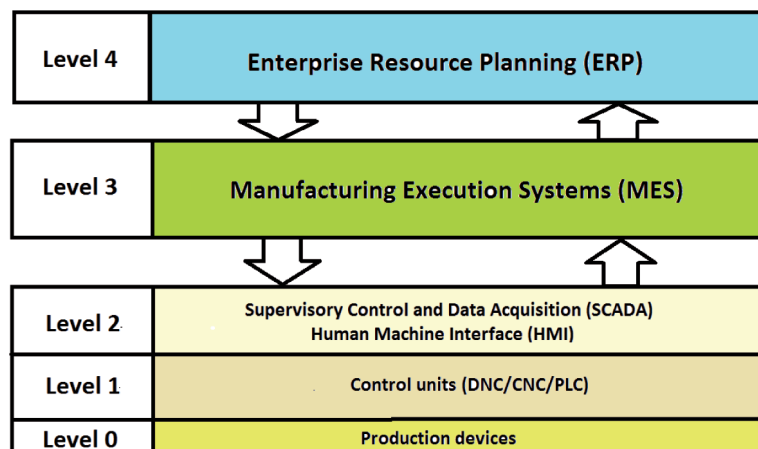 Level 4
Enterprise Resource Planning (ERP)
Level 3
Manufacturing Execution Systems (MES)
Level 2
Supervisory Control and Data Acquisition (SCADA)
Human Machine Interface (HMI)
Level 1
Control units (DNC/CNC/PLC)
Level 0
Production devices